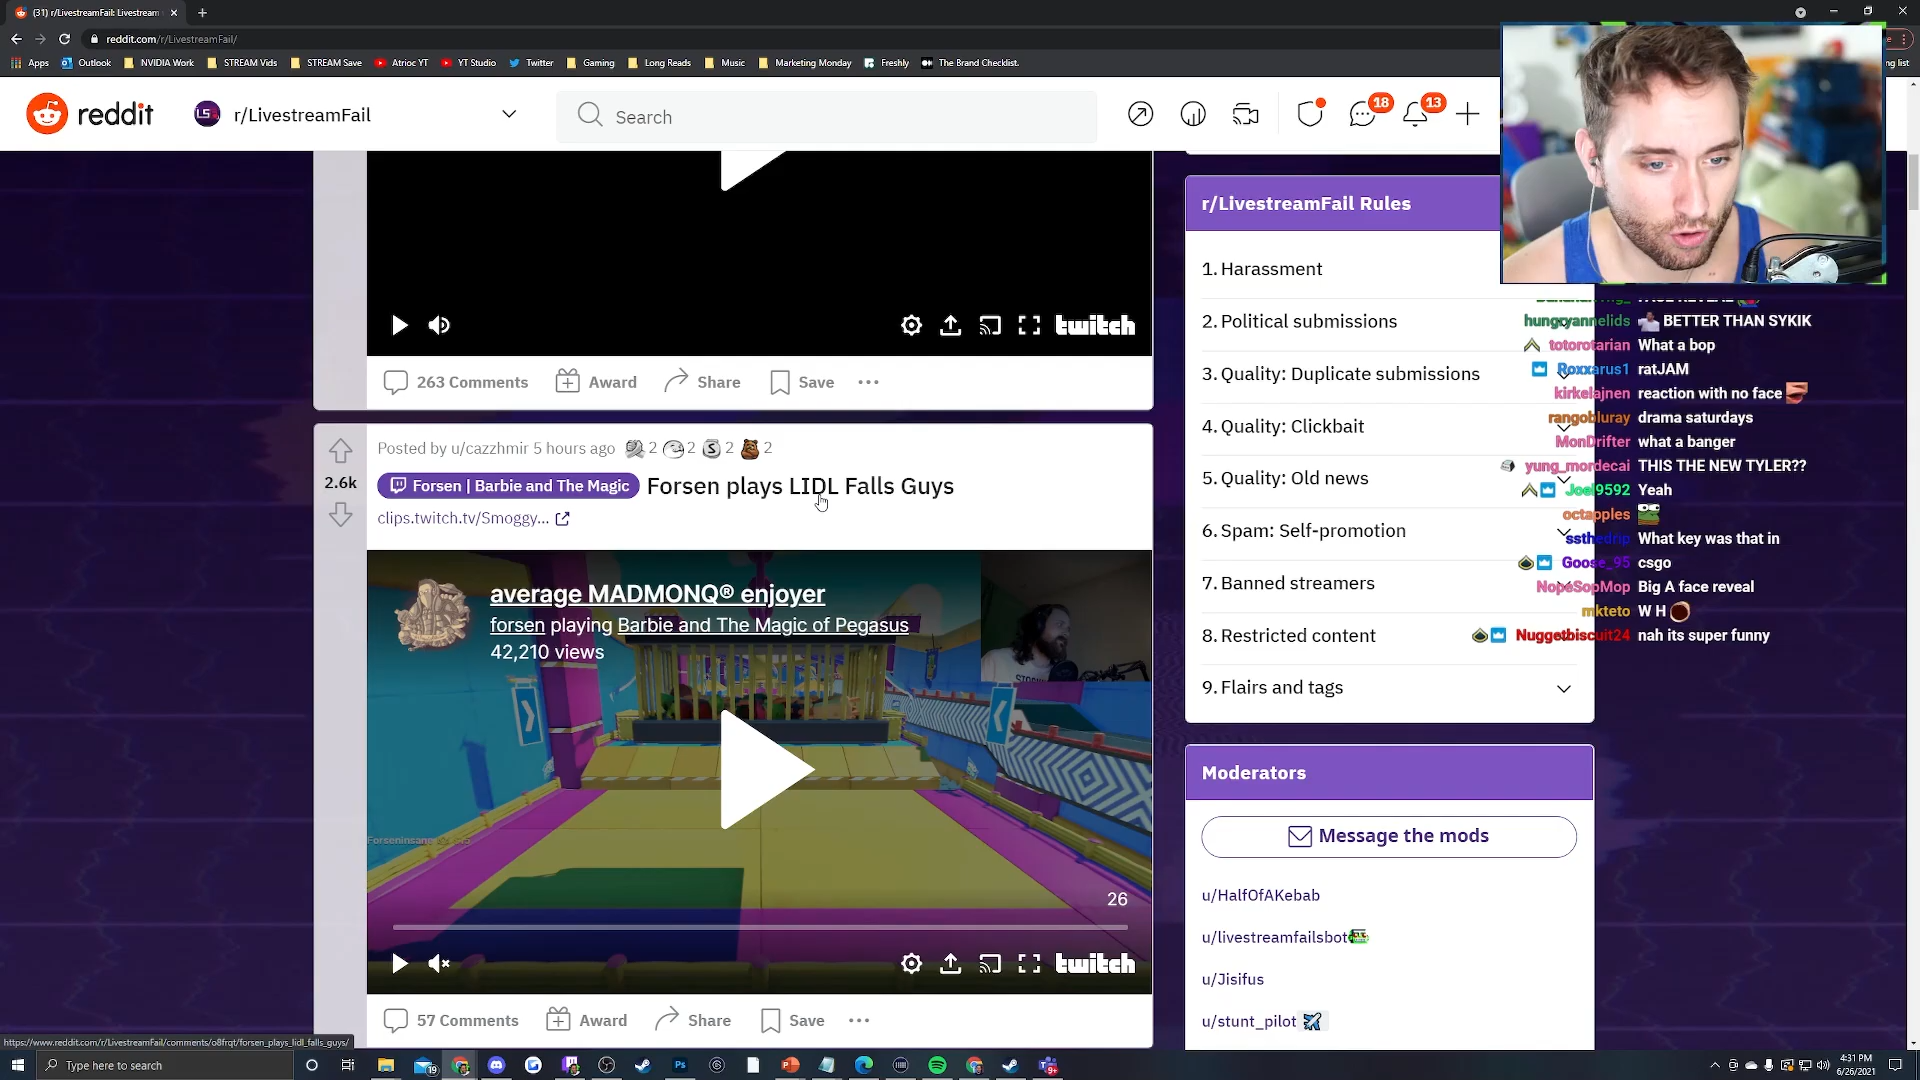 (31) r/LivestreamFail: Livestream
reddit.com/r/LivestreamFail/
Apps Outlook NVIDIA Work STREAM Vids STREAM Save Atrioc YT YT Studio Twitter Gaming Long Reads Music Marketing Monday Freshly The Brand Checklist.
ng list
reddit r/LivestreamFail Search 18 13
r/LivestreamFail Rules
1. Harassment
2. Political submissions
3. Quality: Duplicate submissions
4. Quality: Clickbait
5. Quality: Old news
6. Spam: Self-promotion
7. Banned streamers
8. Restricted content
9. Flairs and tags
twitch
263 Comments Award Share Save
Posted by u/cazzhmir 5 hours ago 2 2 2 2
2.6k
Forsen | Barbie and The Magic Forsen plays LIDL Falls Guys
clips.twitch.tv/Smoggy...
average MADMONQ® enjoyer
forsen playing Barbie and The Magic of Pegasus
42,210 views
26
twitch
57 Comments Award Share Save
hungryannelids BETTER THAN SYKIK
totorotarian What a bop
Roxxarus1 ratJAM
kirkelajnen reaction with no face
rangobluray drama saturdays
MonDrifter what a banger
yung_mordecai THIS THE NEW TYLER??
Joel9592 Yeah
octapples
ssthedrip What key was that in
Goose_95 csgo
NopeSopMop Big A face reveal
mkteto W H
Nuggetbiscuit24 nah its super funny
Moderators
Message the mods
u/HalfOfAKebab
u/livestreamfailsbot
u/Jisifus
u/stunt_pilot
https://www.reddit.com/r/LivestreamFail/comments/o8frqt/forsen_plays_lidl_falls_guys/
Type here to search
19
9+
4:31 PM
6/26/2021